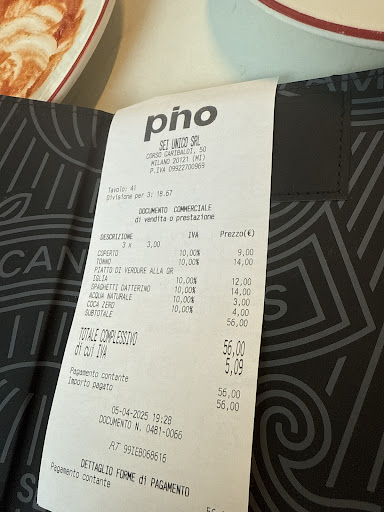 pino
SEI UNICO SRL
CORSO GARIBALDI, 50
MILANO 20121 (MI)
P.IVA 09922700969
Tavolo: 41
Divisione per 3: 18.67
DOCUMENTO COMMERCIALE
di vendita o prestazione
DESCRIZIONE IVA Prezzo(€)
3 x 3,00
COPERTO 10,00% 9,00
TONNO 10,00% 14,00
PIATTO DI VERDURE ALLA GR
IGLIA 10,00% 12,00
SPAGHETTI DATTERINO 10,00% 14,00
ACQUA NATURALE 10,00% 3,00
COCA ZERO 10,00% 4,00
SUBTOTALE 56,00
TOTALE COMPLESSIVO 56,00
di cui IVA 5,09
Pagamento contante 56,00
Importo pagato 56,00
05-04-2025 19:28
DOCUMENTO N. 0481-0066
RT 99IEB068616
DETTAGLIO FORME di PAGAMENTO
Pagamento contante